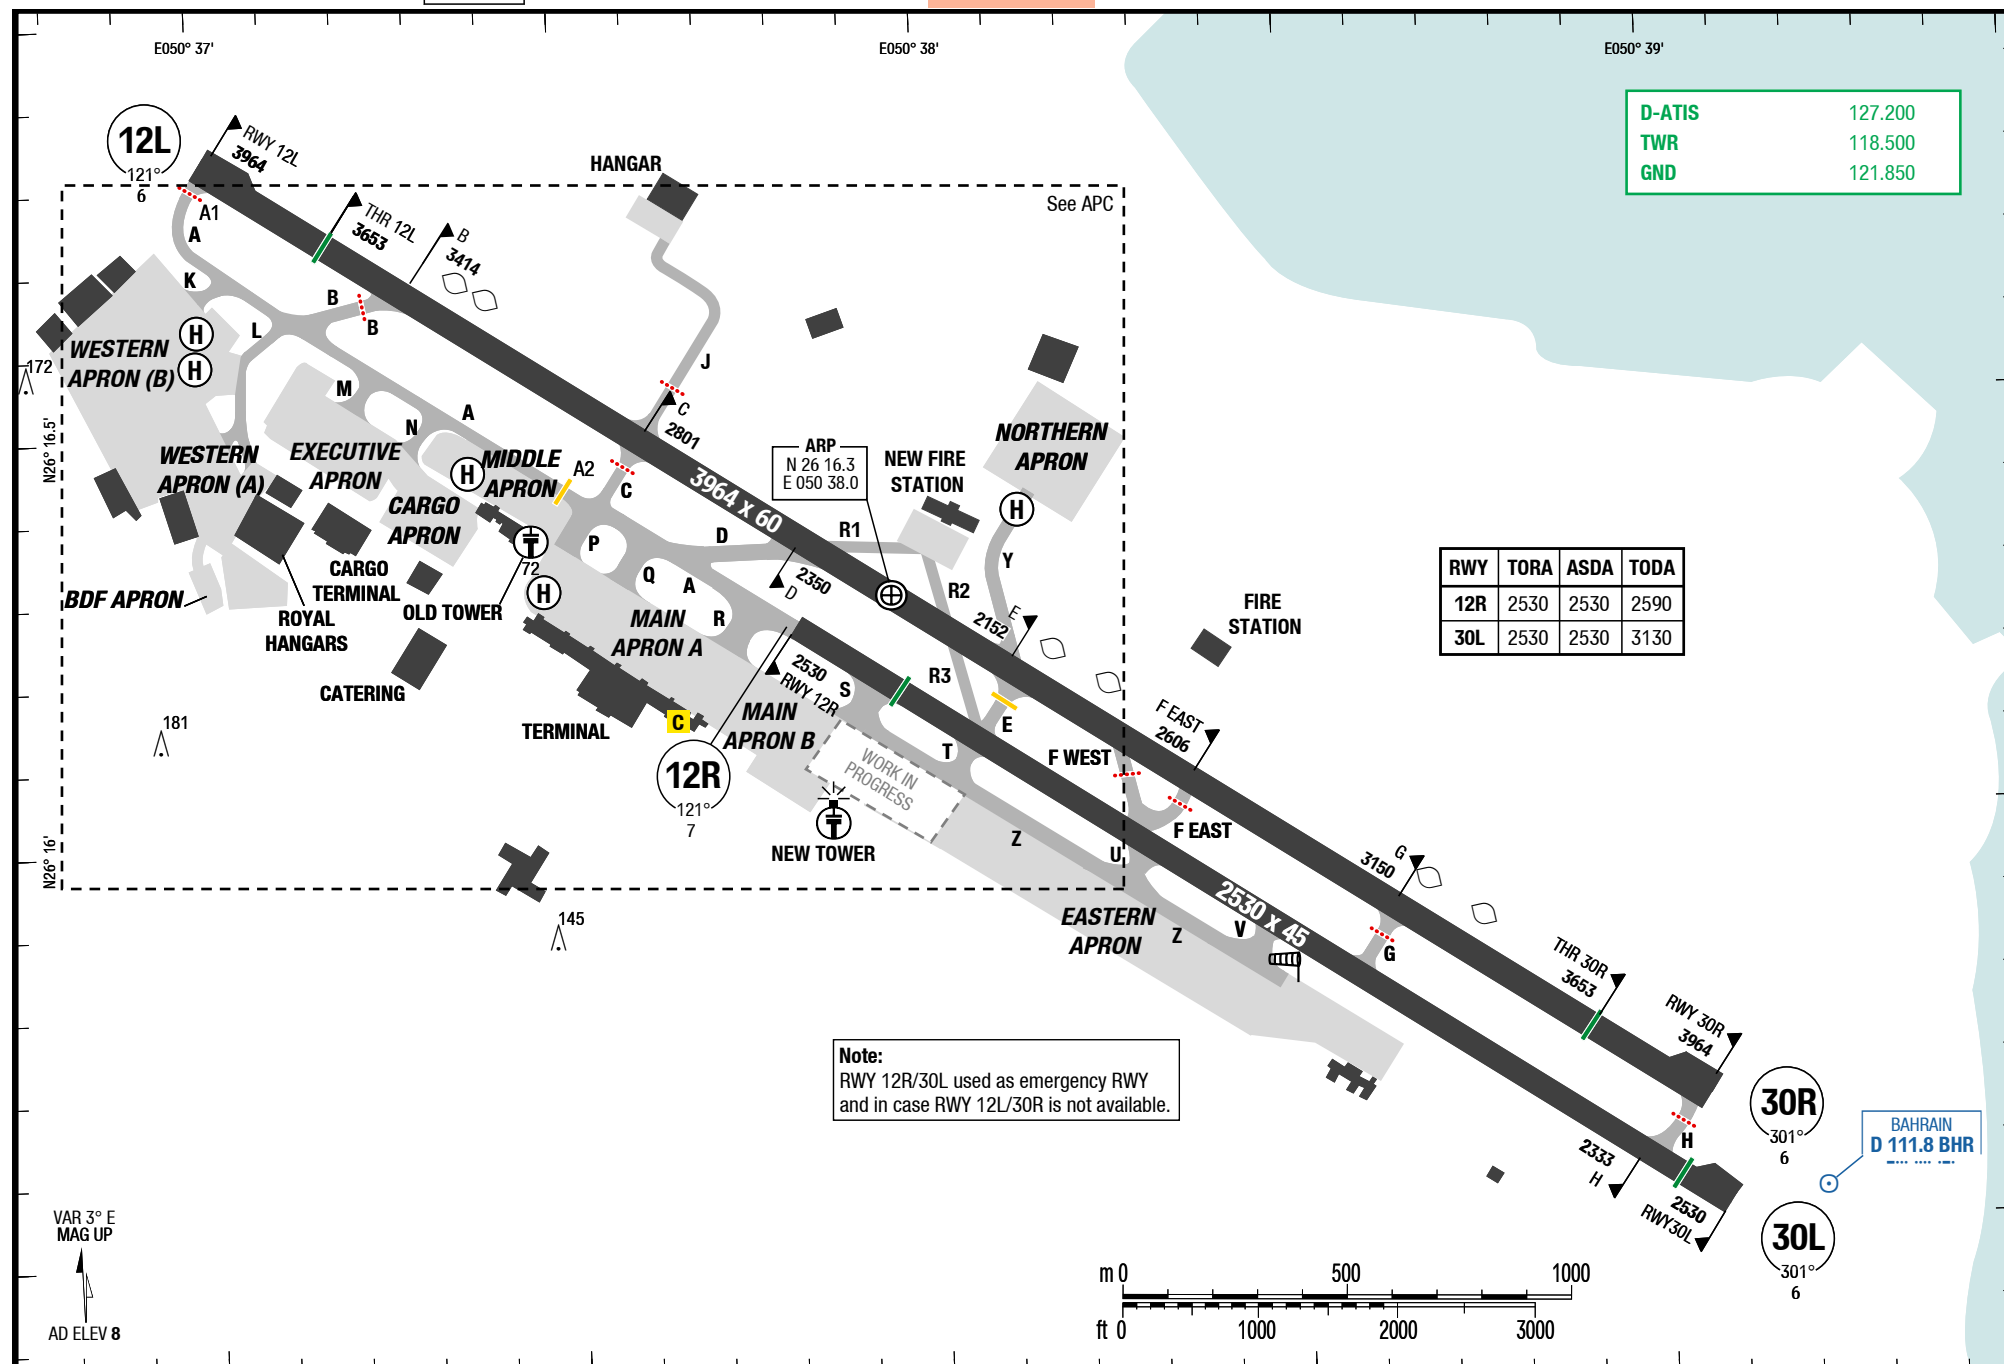 E050° 37'
E050° 38'
E050° 39'
D-ATIS 127.200
TWR 118.500
GND 121.850
12L
121°
6
RWY 12L
3964
A1
A
THR 12L
3653
B
3414
HANGAR
See APC
K
L
B
B
H
H
WESTERN
APRON (B)
172
N26° 16.5'
M
N
A
J
C
2801
WESTERN
APRON (A)
EXECUTIVE
APRON
H
MIDDLE
APRON
A2
C
CARGO
APRON
3964 x 60
ARP
N 26 16.3
E 050 38.0
NEW FIRE
STATION
NORTHERN
APRON
H
D
R1
P
Q
A
R
2350
D
R2
Y
E
2152
72
H
CARGO
TERMINAL
OLD TOWER
BDF APRON
ROYAL
HANGARS
MAIN
APRON A
CATERING
FIRE
STATION
RWY TORA ASDA TODA
12R 2530 2530 2590
30L 2530 2530 3130
2530
RWY 12R
S
R3
E
T
F WEST
F EAST
2606
F EAST
181
TERMINAL
C
MAIN
APRON B
12R
121°
7
WORK IN
PROGRESS
NEW TOWER
Z
U
N26° 16'
G
3150
145
EASTERN
APRON
Z
V
2530 x 45
G
THR 30R
3653
RWY 30R
3964
Note:
RWY 12R/30L used as emergency RWY
and in case RWY 12L/30R is not available.
30R
301°
6
H
2333
H
BAHRAIN
D 111.8 BHR
2530
RWY30L
30L
301°
6
VAR 3° E
MAG UP
AD ELEV 8
m 0 500 1000
ft 0 1000 2000 3000